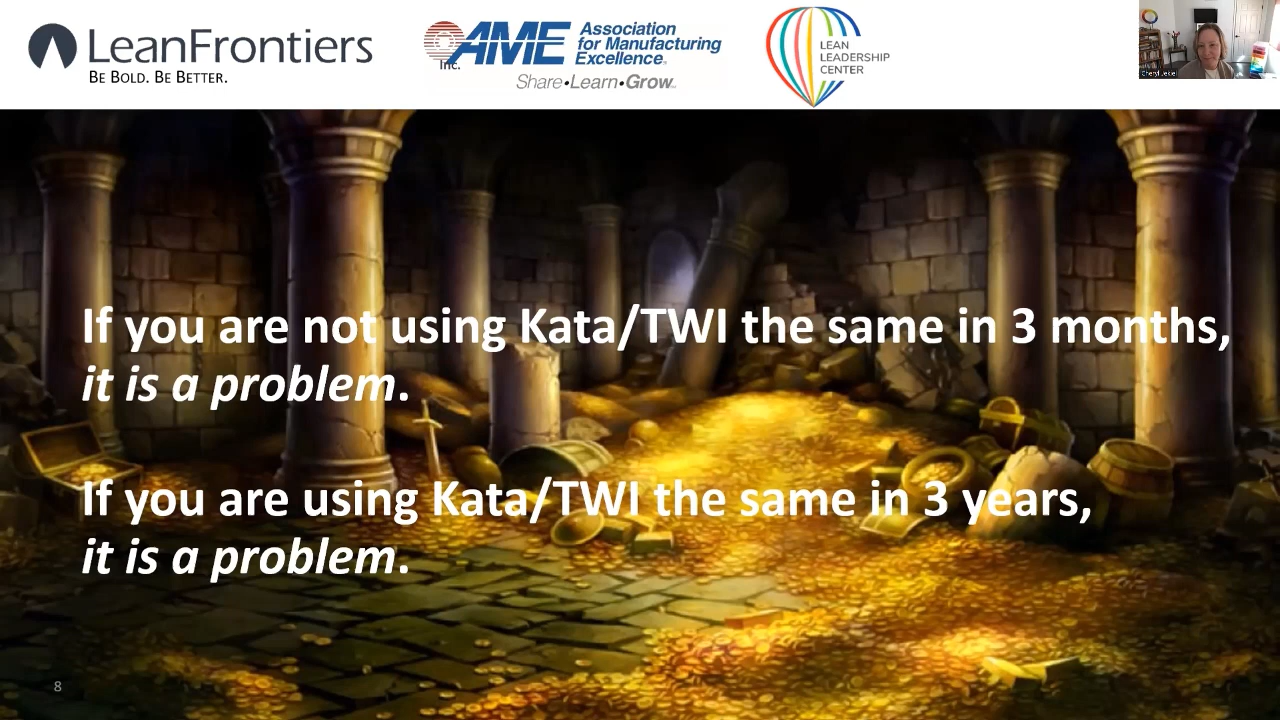 LeanFrontiers
BE BOLD. BE BETTER.
AME
Inc.
Association
for Manufacturing
Excellence
Share•Learn•Grow
LEAN
LEADERSHIP
CENTER
If you are not using Kata/TWI the same in 3 months,
it is a problem.
If you are using Kata/TWI the same in 3 years,
it is a problem.
8